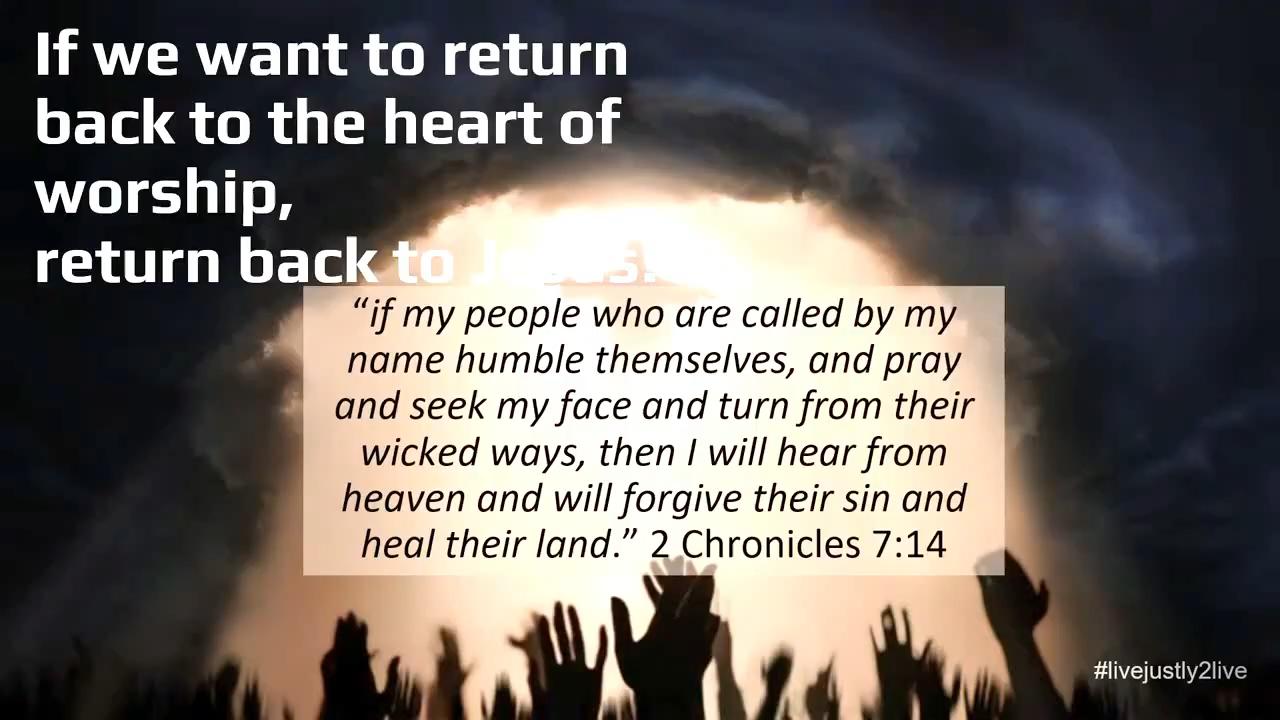 If we want to return
back to the heart of
worship,
return back to Jesus.
“if my people who are called by my
name humble themselves, and pray
and seek my face and turn from their
wicked ways, then I will hear from
heaven and will forgive their sin and
heal their land.” 2 Chronicles 7:14
#livejustly2live